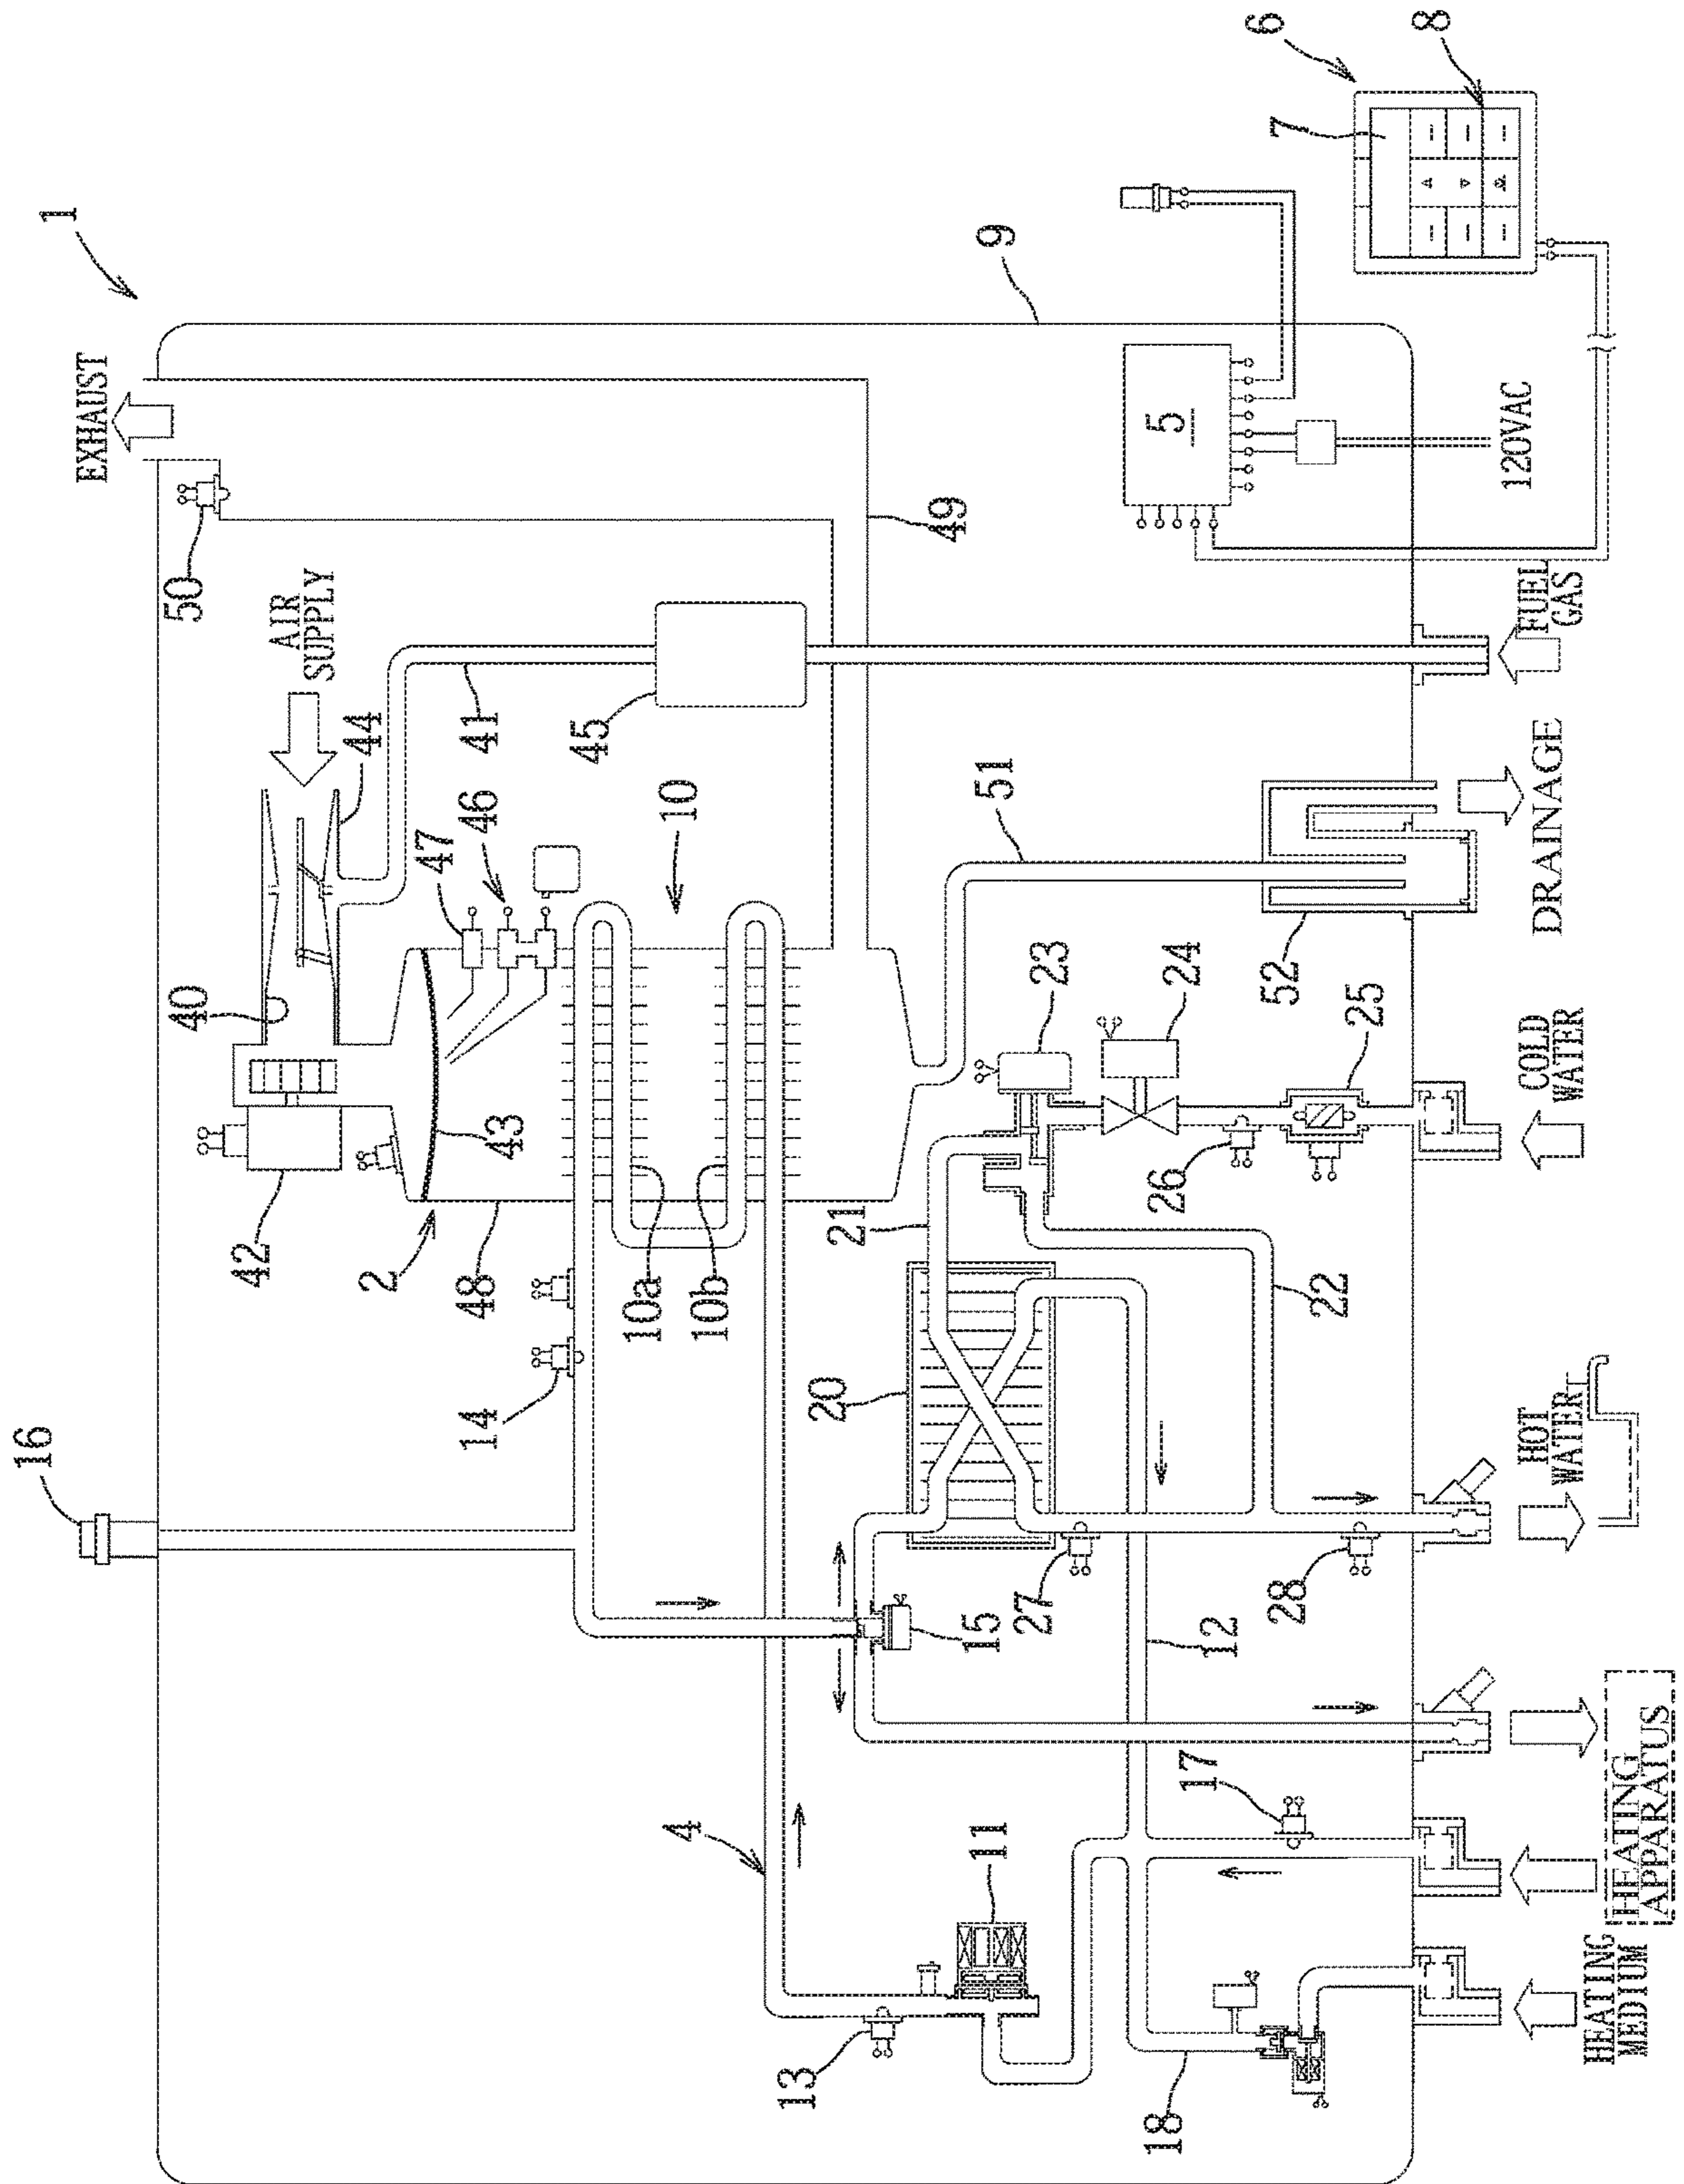 16
1
EXHAUST
40
50
42
AIR
SUPPLY
2
44
43
47
14
48
41
46
45
10a
10
10b
4
13
20
21
49
11
15
27
51
23
9
18
12
26
24
5
17
28
22
52
25
6
7
8
HEATING
MEDIUM
HEATING
APPARATUS
HOT
WATER
COLD
WATER
DRAINAGE
FUEL
GAS
120VAC